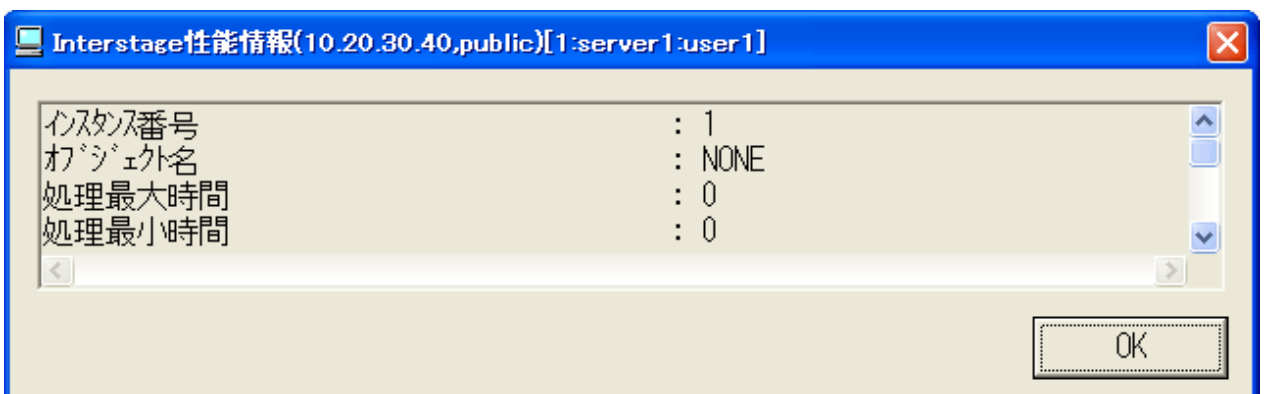 Interstage性能情報(10.20.30.40,public)[1:server1:user1]
インスタンス番号 : 1
オブジェクト名 : NONE
処理最大時間 : 0
処理最小時間 : 0
OK